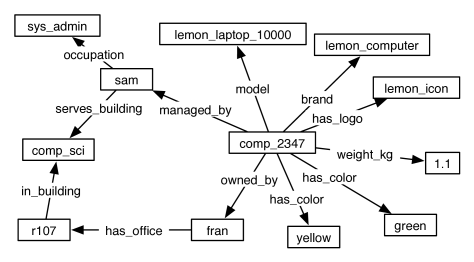 sys_admin
lemon_laptop_10000
lemon_computer
occupation
sam
model
brand
lemon_icon
serves_building
managed_by
has_logo
comp_sci
comp_2347
weight_kg
1.1
in_building
owned_by
has_color
has_color
r107
has_office
fran
yellow
green